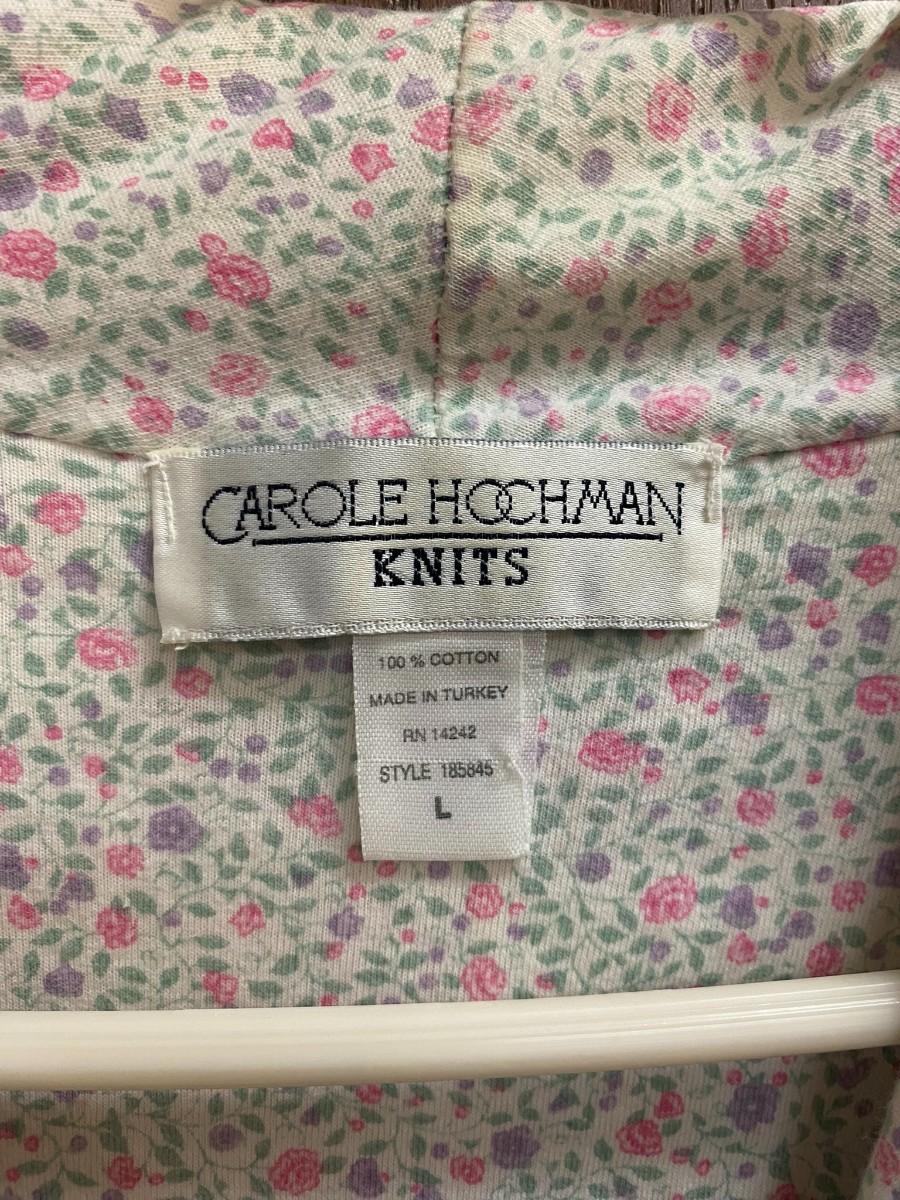 CAROLE HOCHMAN
KNITS
100 % COTTON
MADE IN TURKEY
RN 14242
STYLE 185845
L